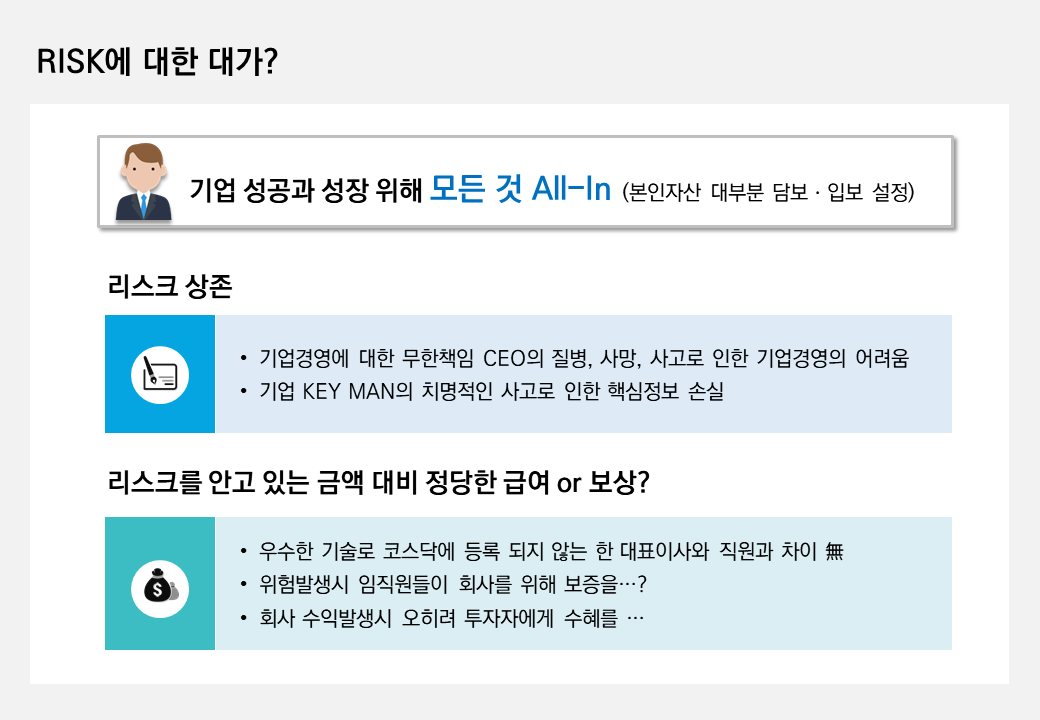 RISK에 대한 대가?
기업 성공과 성장 위해 모든 것 All-In (본인자산 대부분 담보 · 입보 설정)
리스크 상존
• 기업경영에 대한 무한책임 CEO의 질병, 사망, 사고로 인한 기업경영의 어려움
• 기업 KEY MAN의 치명적인 사고로 인한 핵심정보 손실
리스크를 안고 있는 금액 대비 정당한 급여 or 보상?
• 우수한 기술로 코스닥에 등록 되지 않는 한 대표이사와 직원과 차이 無
• 위험발생시 임직원들이 회사를 위해 보증을…?
• 회사 수익발생시 오히려 투자자에게 수혜를 …